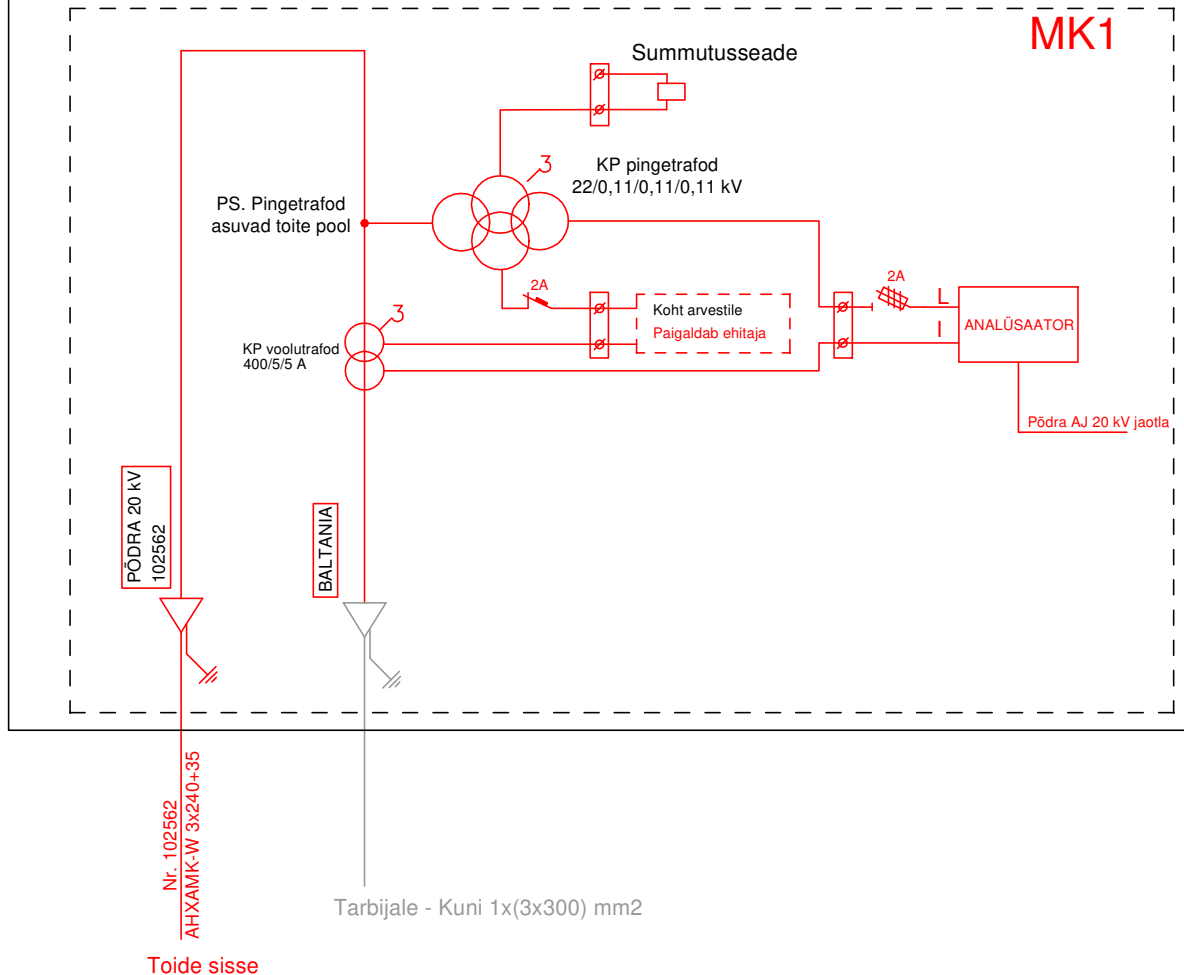 MK1
Summutusseade
3
KP pingetrafod
22/0,11/0,11/0,11 kV
PS. Pingetrafod
asuvad toite pool
2A
2A
3
Koht arvestile
Paigaldab ehitaja
L
I
ANALÜSAATOR
KP voolutrafod
400/5/5 A
Põdra AJ 20 kV jaotla
PÕDRA 20 kV
102562
BALTANIA
Nr. 102562
AHXAMK-W 3x240+35
Tarbijale - Kuni 1x(3x300) mm2
Toide sisse